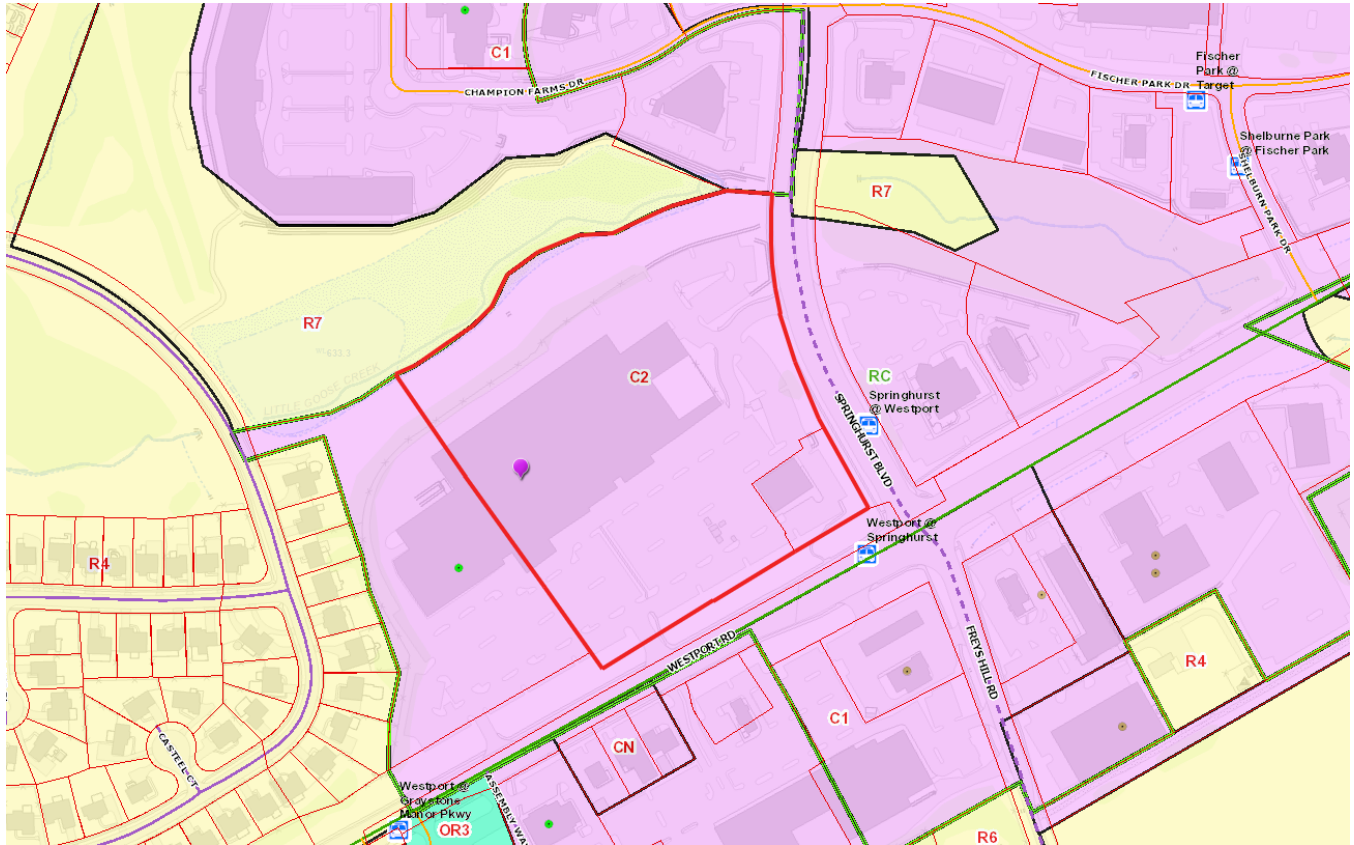 C1
CHAMPION FARMS DR
Fischer
Park @
Target
FISCHER PARK DR
Shelburne Park
@ Fischer Park
SHELBURN PARK DR
R7
R7
C2
LITTLE GOOSE CREEK
RC
Springhurst
@ Westport
SPRINGHURST BLVD
Westport @
Springhurst
R4
WESTPORT RD
FREYS HILL RD
R4
C1
CN
CASTEEL CT
Westport @
Graystone
Manor Pkwy
ASSEMBLY WA
OR3
R6